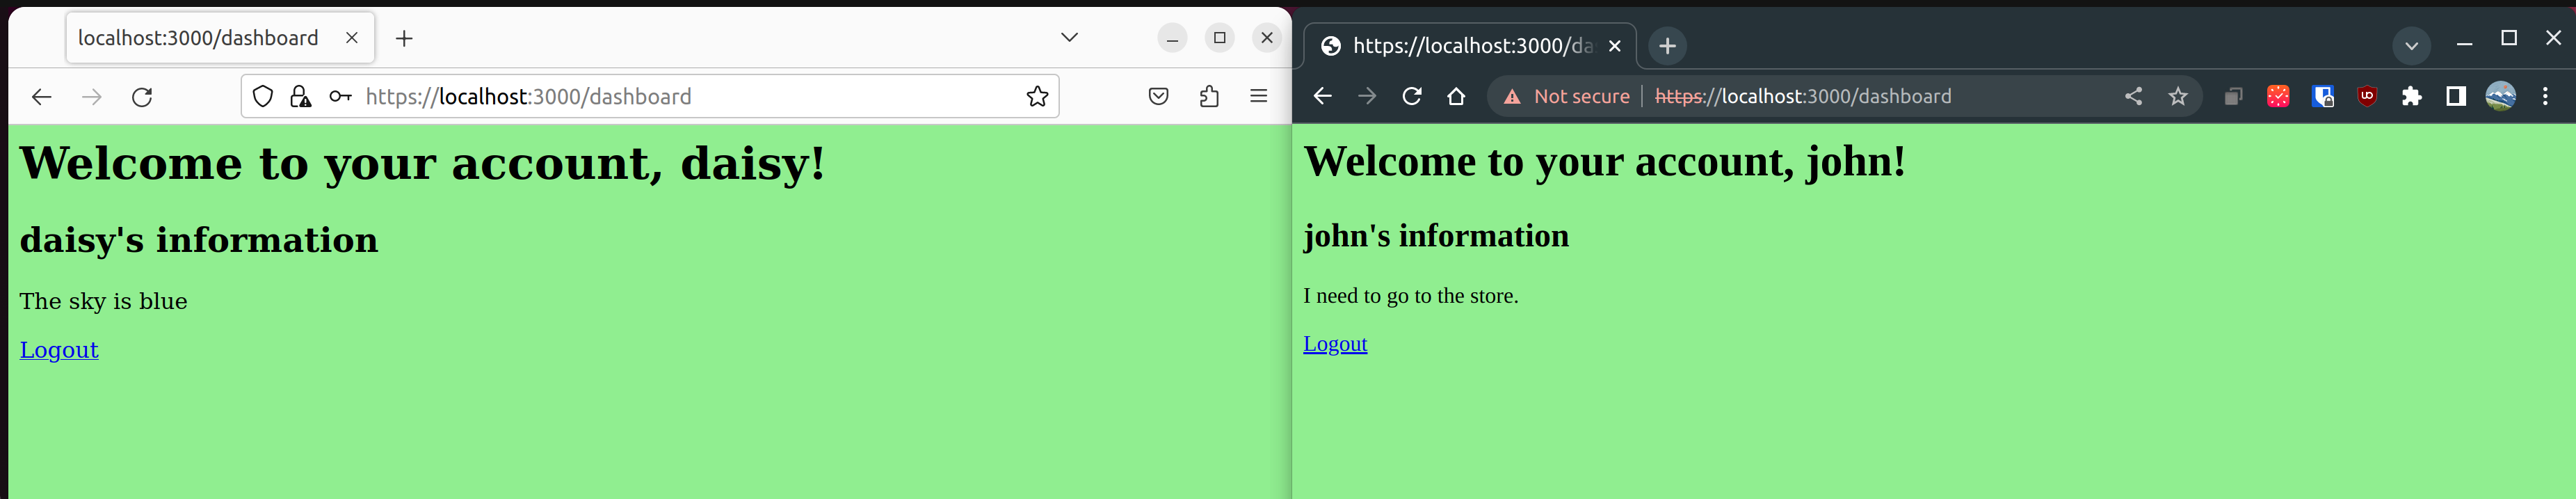 localhost:3000/dashboard
https://localhost:3000/dashboard
Welcome to your account, daisy!
daisy's information
The sky is blue
Logout
https://localhost:3000/da
Not secure https://localhost:3000/dashboard
Welcome to your account, john!
john's information
I need to go to the store.
Logout